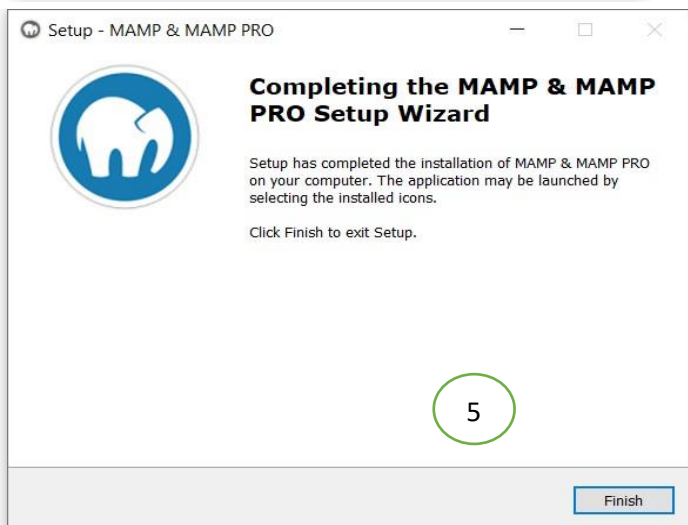 Setup - MAMP & MAMP PRO
Completing the MAMP & MAMP
PRO Setup Wizard
Setup has completed the installation of MAMP & MAMP PRO
on your computer. The application may be launched by
selecting the installed icons.
Click Finish to exit Setup.
5
Finish